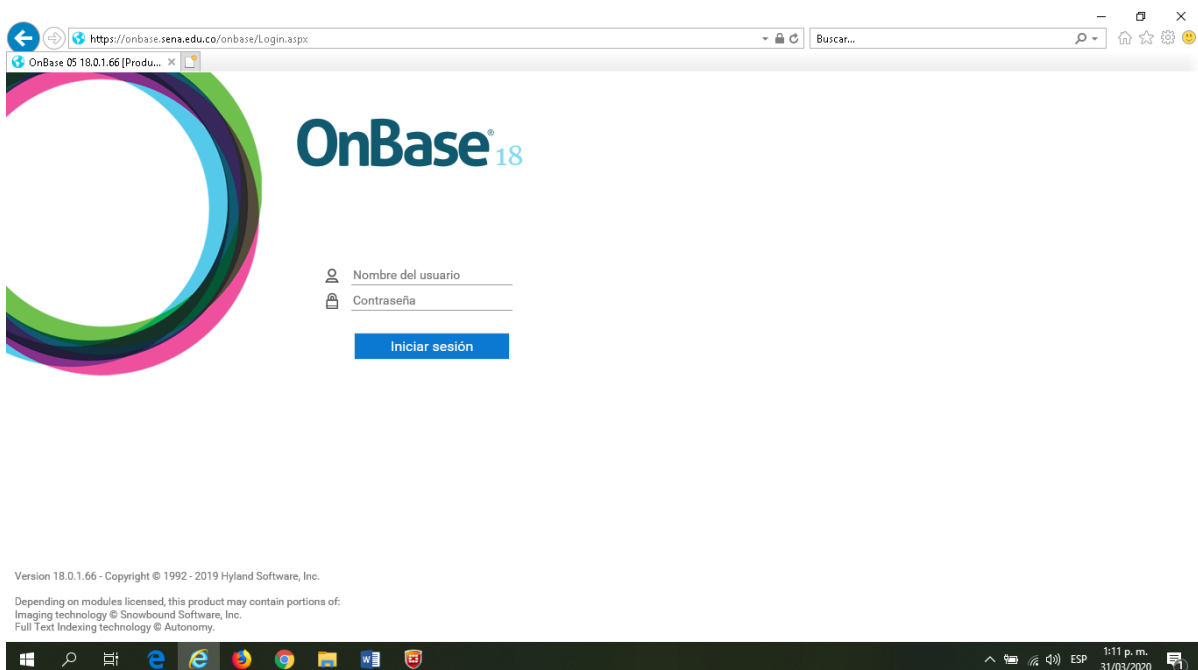 https://onbase.sena.edu.co/onbase/Login.aspx
Buscar...
OnBase 05 18.0.1.66 [Produ...
OnBase® 18
Nombre del usuario
Contraseña
Iniciar sesión
Version 18.0.1.66 - Copyright © 1992 - 2019 Hyland Software, Inc.
Depending on modules licensed, this product may contain portions of:
Imaging technology © Snowbound Software, Inc.
Full Text Indexing technology © Autonomy.
ESP
1:11 p. m.
31/03/2020